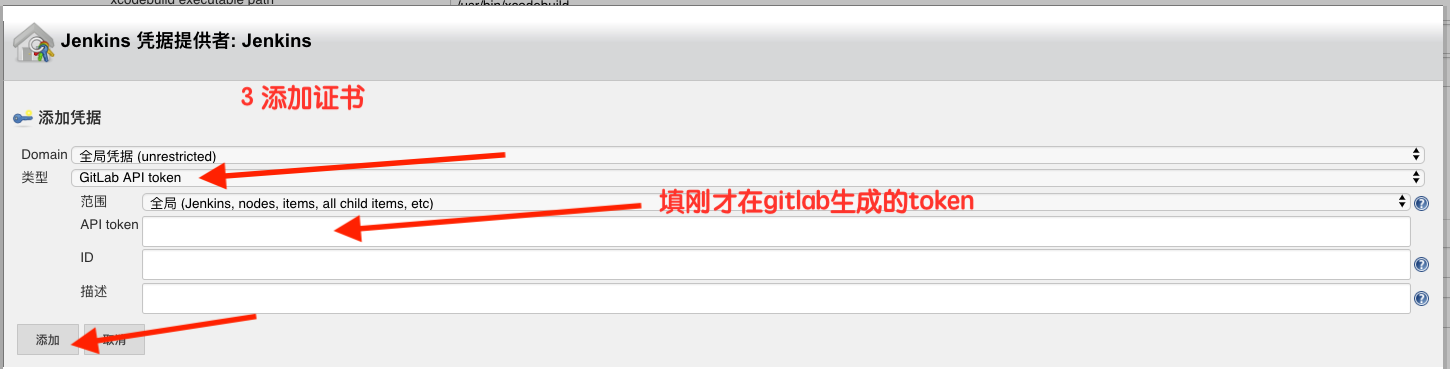 xcodebuild executable path
/usr/bin/xcodebuild
Jenkins 凭据提供者: Jenkins
3 添加证书
添加凭据
Domain 全局凭据 (unrestricted)
类型 GitLab API token
范围 全局 (Jenkins, nodes, items, all child items, etc)
填刚才在gitlab生成的token
API token
ID
描述
添加 取消